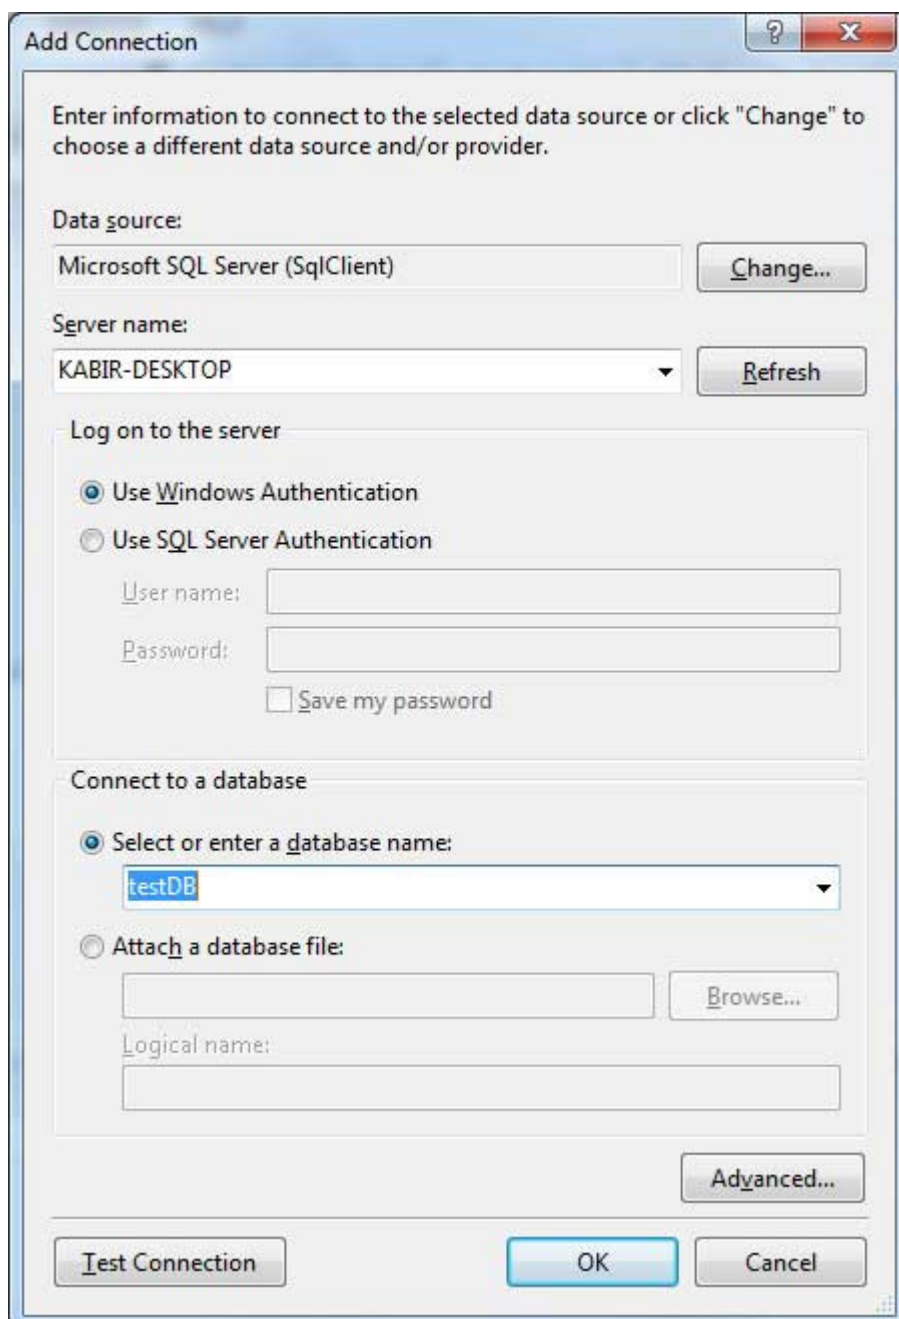 Add Connection
?
Enter information to connect to the selected data source or click "Change" to
choose a different data source and/or provider.
Data source:
Microsoft SQL Server (SqlClient)
Change...
Server name:
KABIR-DESKTOP
Refresh
Log on to the server
Use Windows Authentication
Use SQL Server Authentication
User name:
Password:
Save my password
Connect to a database
Select or enter a database name:
testDB
Attach a database file:
Browse...
Logical name:
Advanced...
Test Connection
OK
Cancel